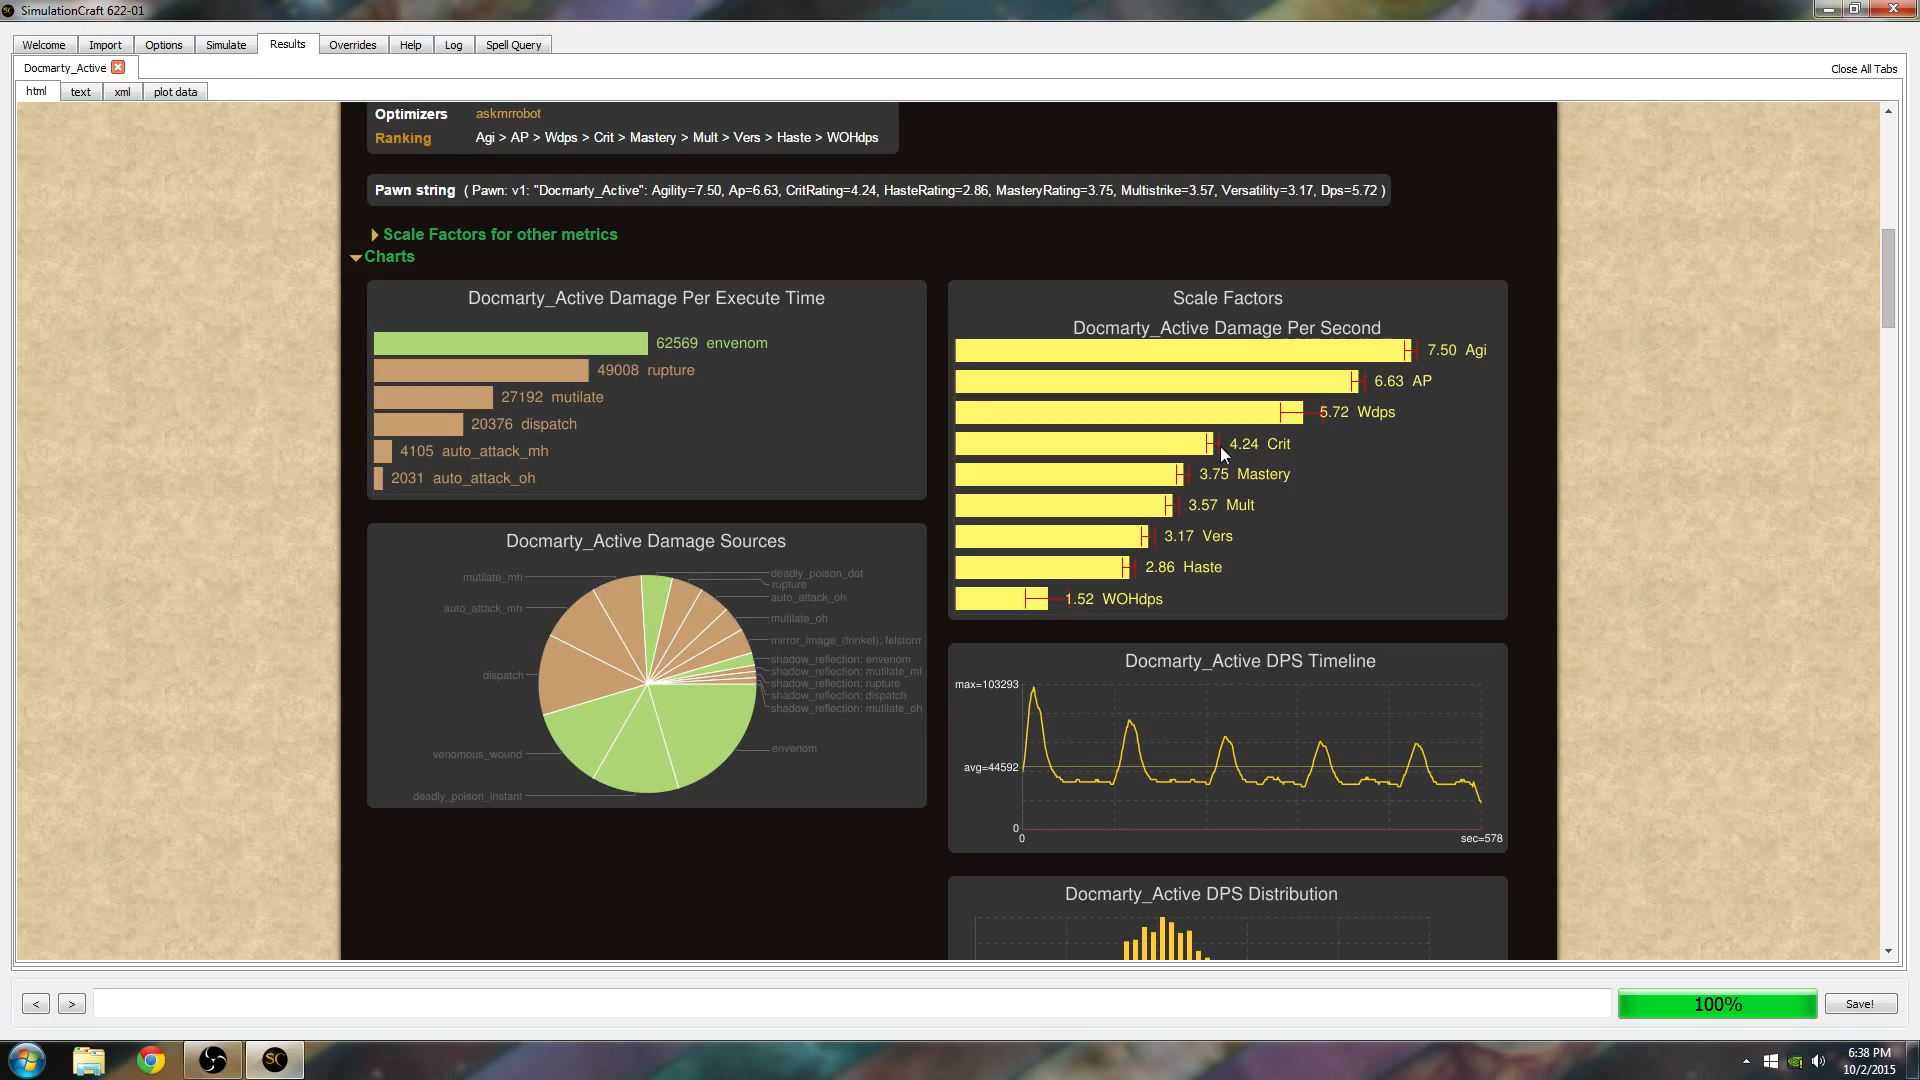 SimulationCraft 622-01
Welcome Import Options Simulate Results Overrides Help Log Spell Query
Docmarty_Active
Close All Tabs
html text xml plot data
Optimizers askmrrobot
Ranking Agi > AP > Wdps > Crit > Mastery > Mult > Vers > Haste > WOHdps
Pawn string ( Pawn: v1: "Docmarty_Active": Agility=7.50, Ap=6.63, CritRating=4.24, HasteRating=2.86, MasteryRating=3.75, Multistrike=3.57, Versatility=3.17, Dps=5.72 )
Scale Factors for other metrics
Charts
Docmarty_Active Damage Per Execute Time
62569 envenom
49008 rupture
27192 mutilate
20376 dispatch
4105 auto_attack_mh
2031 auto_attack_oh
Scale Factors
Docmarty_Active Damage Per Second
7.50 Agi
6.63 AP
5.72 Wdps
4.24 Crit
3.75 Mastery
3.57 Mult
3.17 Vers
2.86 Haste
1.52 WOHdps
Docmarty_Active Damage Sources
mutilate_mh
auto_attack_mh
dispatch
venomous_wound
deadly_poison_instant
deadly_poison_dot
rupture
auto_attack_oh
mutilate_oh
mirror_image_(trinket): felstorm
shadow_reflection: envenom
shadow_reflection: mutilate_ml
shadow_reflection: rupture
shadow_reflection: dispatch
shadow_reflection: mutilate_oh
envenom
Docmarty_Active DPS Timeline
max=103293
avg=44592
0
0
sec=578
Docmarty_Active DPS Distribution
< >
100%
Save!
SC
6:38 PM
10/2/2015